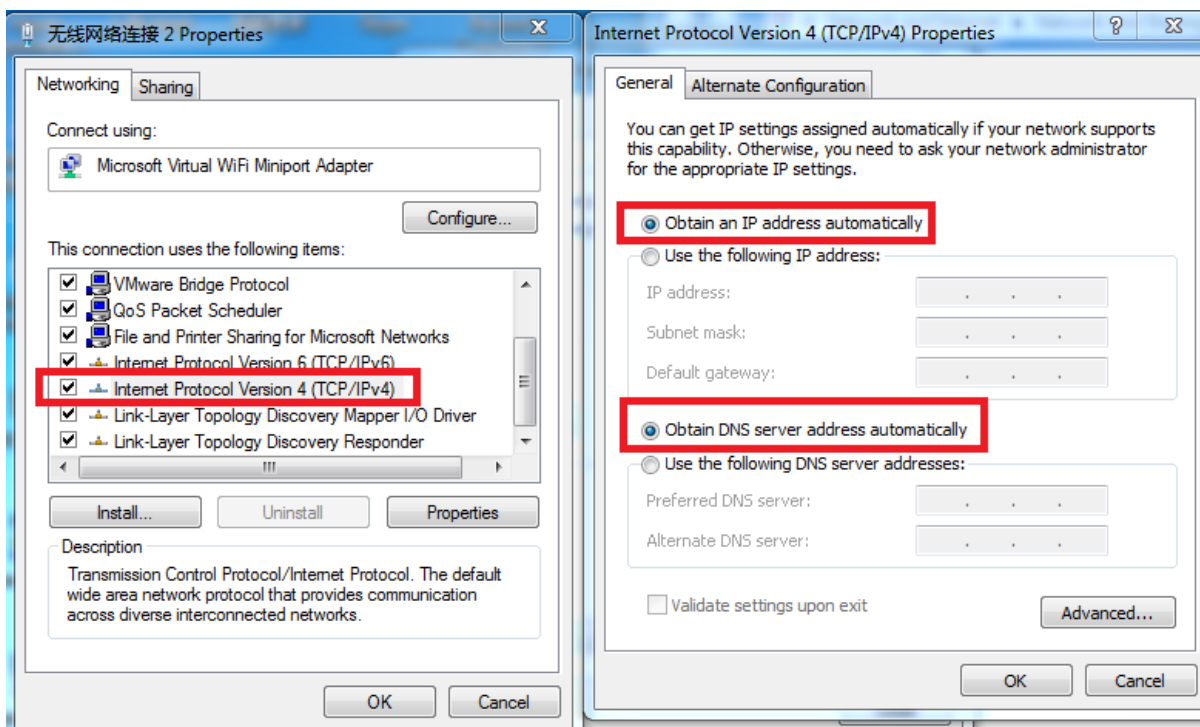 无线网络连接 2 Properties
Networking
Sharing
Connect using:
Microsoft Virtual WiFi Miniport Adapter
Configure...
This connection uses the following items:
VMware Bridge Protocol
QoS Packet Scheduler
File and Printer Sharing for Microsoft Networks
Internet Protocol Version 6 (TCP/IPv6)
Internet Protocol Version 4 (TCP/IPv4)
Link-Layer Topology Discovery Mapper I/O Driver
Link-Layer Topology Discovery Responder
Install...
Uninstall
Properties
Description
Transmission Control Protocol/Internet Protocol. The default
wide area network protocol that provides communication
across diverse interconnected networks.
OK
Cancel
Internet Protocol Version 4 (TCP/IPv4) Properties
General
Alternate Configuration
You can get IP settings assigned automatically if your network supports
this capability. Otherwise, you need to ask your network administrator
for the appropriate IP settings.
Obtain an IP address automatically
Use the following IP address:
IP address:
Subnet mask:
Default gateway:
Obtain DNS server address automatically
Use the following DNS server addresses:
Preferred DNS server:
Alternate DNS server:
Validate settings upon exit
Advanced...
OK
Cancel